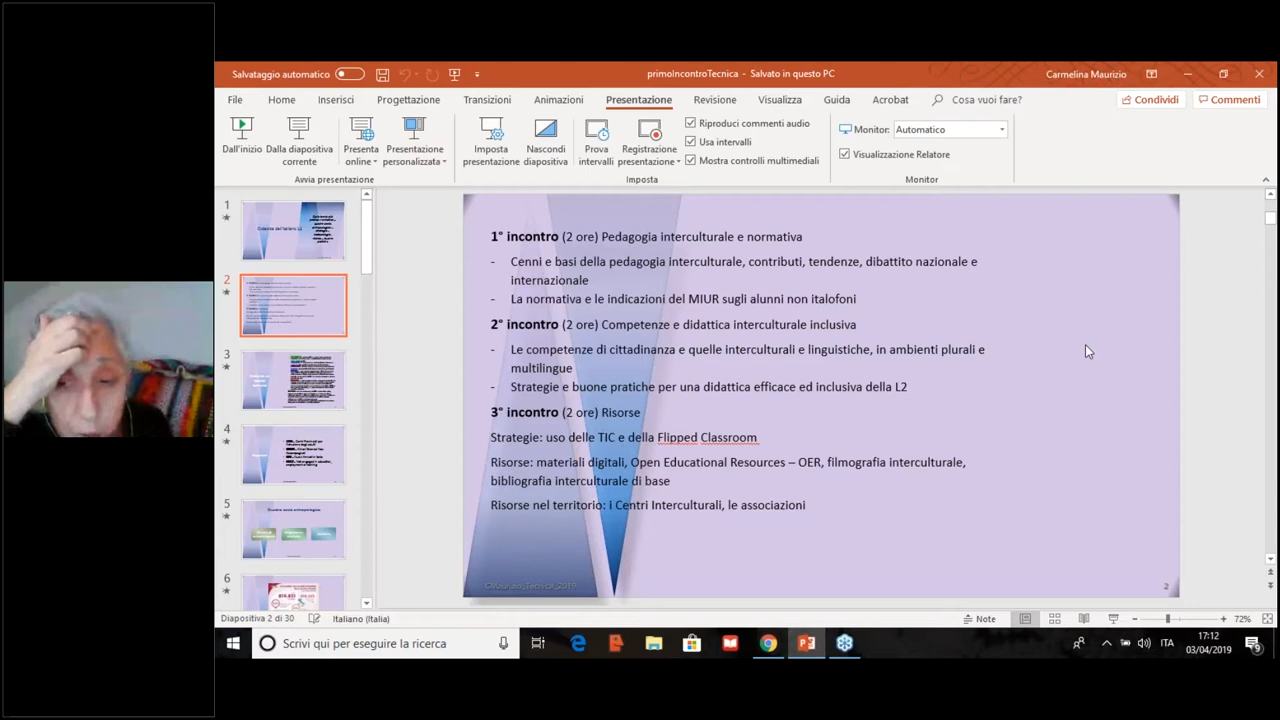 Salvataggio automatico
primoIncontroTecnica - Salvato in questo PC
Carmelina Maurizio
File Home Inserisci Progettazione Transizioni Animazioni Presentazione Revisione Visualizza Guida Acrobat Cosa vuoi fare? Condividi Commenti
Dall'inizio
Dalla diapositiva corrente
Presenta online
Presentazione personalizzata
Imposta presentazione
Nascondi diapositiva
Prova intervalli
Registrazione presentazione
Riproduci commenti audio
Usa intervalli
Mostra controlli multimediali
Monitor: Automatico
Visualizzazione Relatore
Avvia presentazione Imposta Monitor
1
2
3
4
5
6
1° incontro (2 ore) Pedagogia interculturale e normativa
- Cenni e basi della pedagogia interculturale, contributi, tendenze, dibattito nazionale e
internazionale
- La normativa e le indicazioni del MIUR sugli alunni non italofoni
2° incontro (2 ore) Competenze e didattica interculturale inclusiva
- Le competenze di cittadinanza e quelle interculturali e linguistiche, in ambienti plurali e
multilingue
- Strategie e buone pratiche per una didattica efficace ed inclusiva della L2
3° incontro (2 ore) Risorse
Strategie: uso delle TIC e della Flipped Classroom
Risorse: materiali digitali, Open Educational Resources – OER, filmografia interculturale,
bibliografia interculturale di base
Risorse nel territorio: i Centri Interculturali, le associazioni
2
Diapositiva 2 di 30 Italiano (Italia) Note 72%
Scrivi qui per eseguire la ricerca
ITA
17:12
03/04/2019